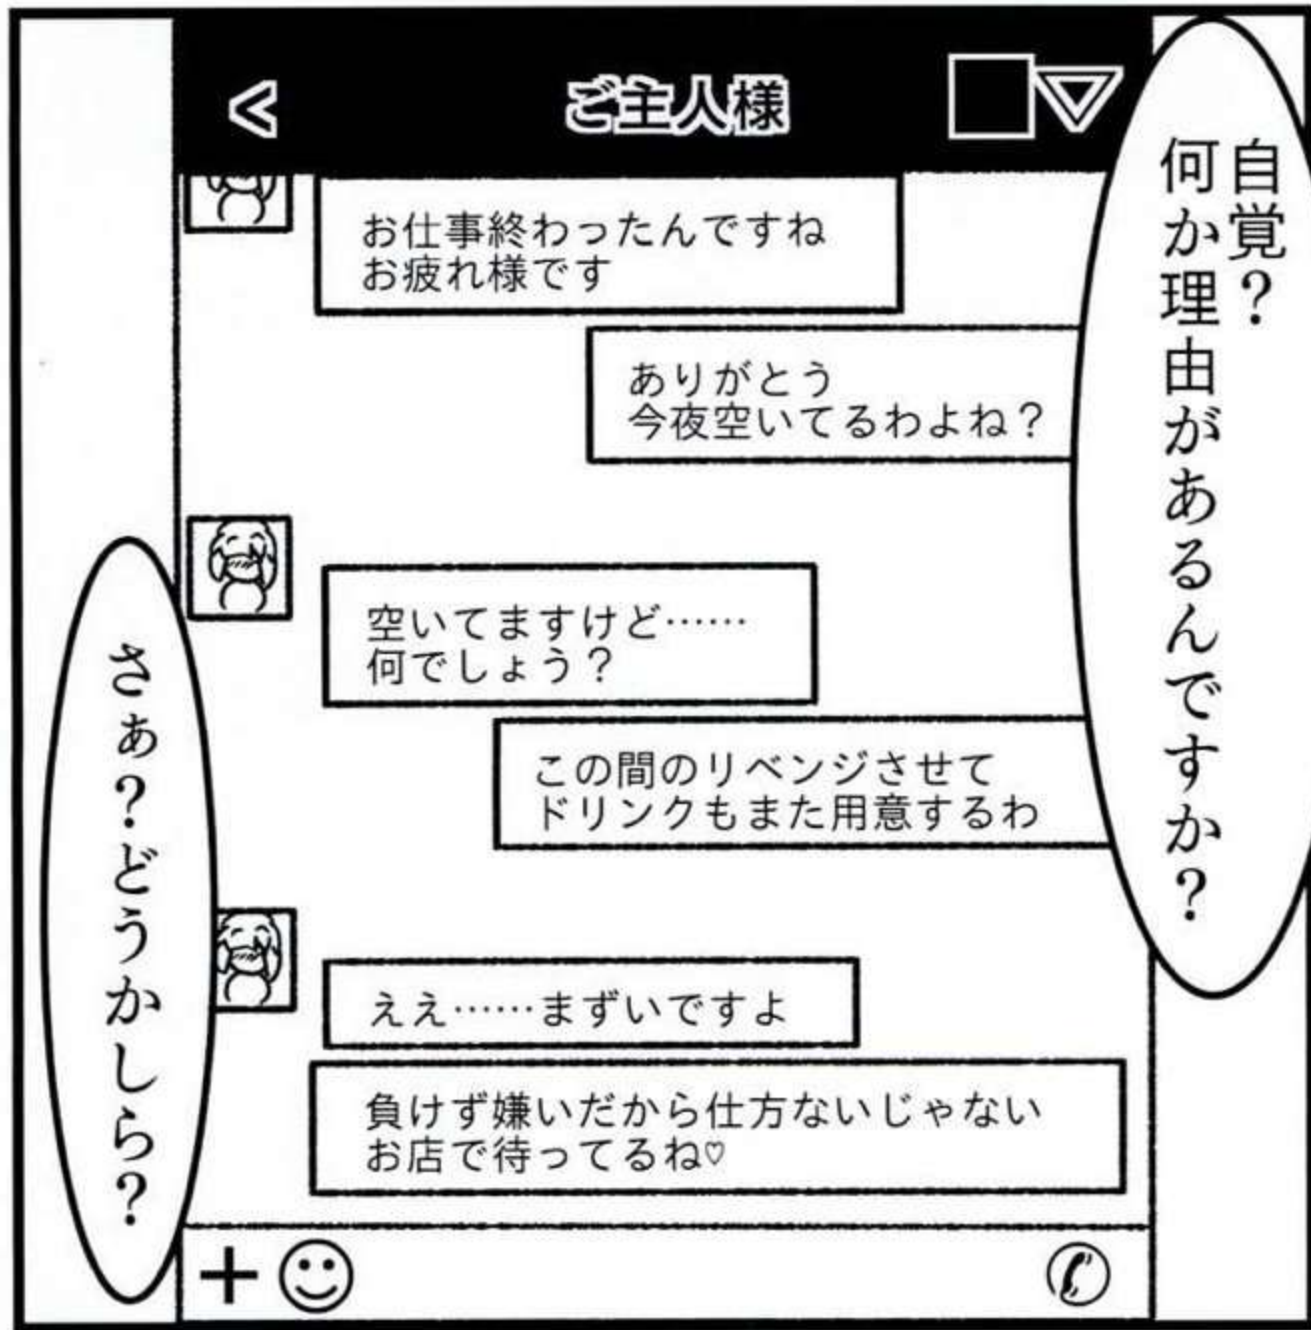 自覚?
何か理由があるんですか?
<
ご主人様
お仕事終わったんですね
お疲れ様です
ありがとう
今夜空いてるわよね?
空いてますけど……
何でしょう?
この間のリベンジさせて
ドリンクもまた用意するわ
ええ……まずいですよ
負けず嫌いだから仕方ないじゃない
お店で待ってるね♡
+
さぁ?どうかしら?